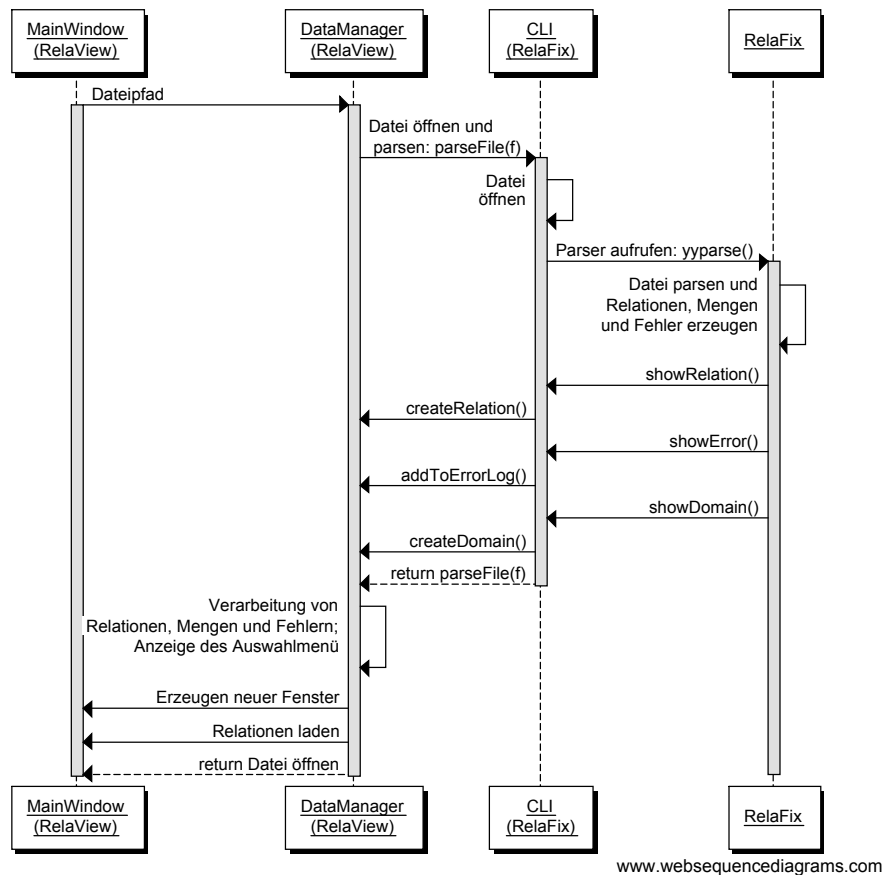 MainWindow
(RelaView)
DataManager
(RelaView)
CLI
(RelaFix)
RelaFix
Dateipfad
Datei öffnen und
parsen: parseFile(f)
Datei
öffnen
Parser aufrufen: yyparse()
Datei parsen und
Relationen, Mengen
und Fehler erzeugen
showRelation()
createRelation()
showError()
addToErrorLog()
showDomain()
createDomain()
return parseFile(f)
Verarbeitung von
Relationen, Mengen und Fehlern;
Anzeige des Auswahlmenü
Erzeugen neuer Fenster
Relationen laden
return Datei öffnen
MainWindow
(RelaView)
DataManager
(RelaView)
CLI
(RelaFix)
RelaFix
www.websequencediagrams.com